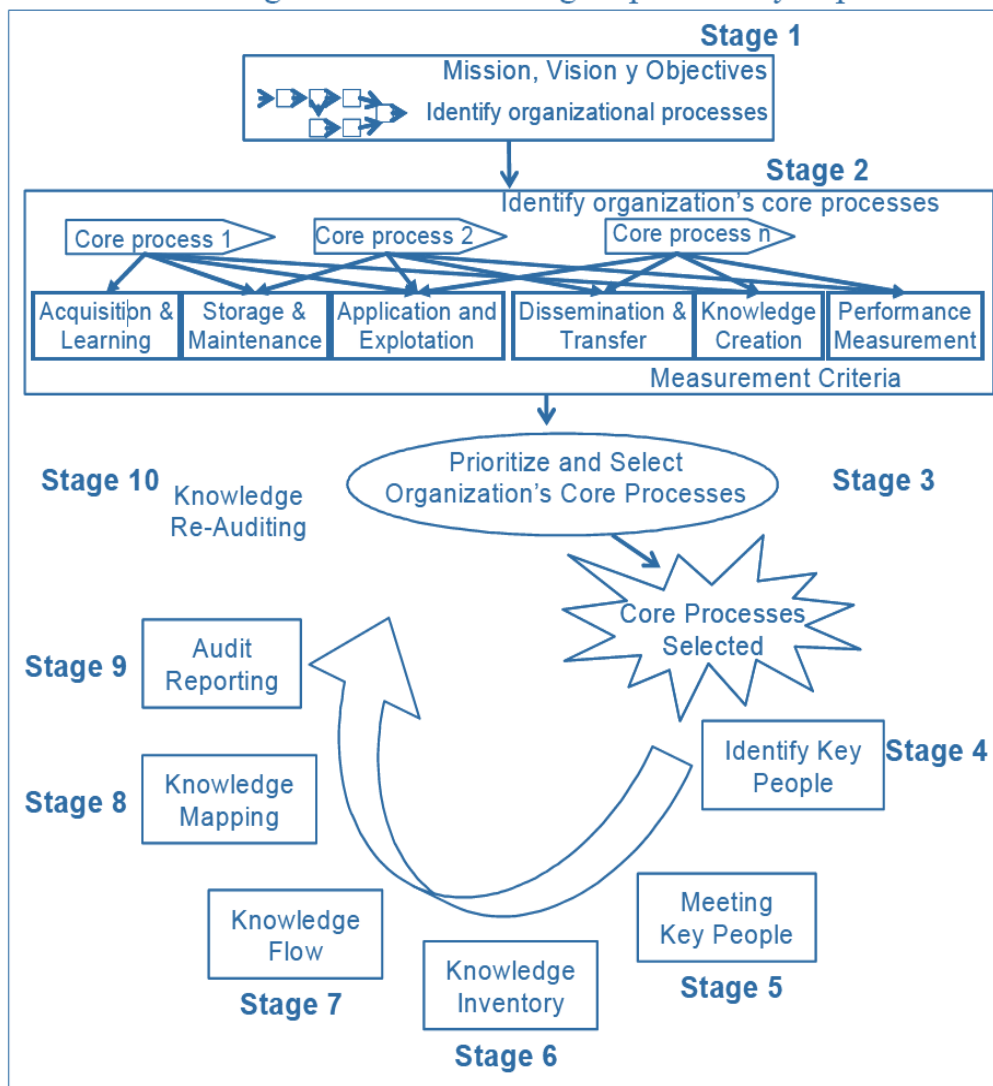 Stage 1
Mission, Vision y Objectives
Identify organizational processes
Stage 2
Identify organization's core processes
Core process 1
Core process 2
Core process n
Acquisition &
Learning
Storage &
Maintenance
Application and
Explotation
Dissemination &
Transfer
Knowledge
Creation
Performance
Measurement
Measurement Criteria
Prioritize and Select
Organization's Core Processes
Stage 3
Stage 10
Knowledge
Re-Auditing
Core Processes
Selected
Stage 9
Audit
Reporting
Identify Key
People
Stage 4
Stage 8
Knowledge
Mapping
Meeting
Key People
Stage 5
Knowledge
Flow
Stage 7
Knowledge
Inventory
Stage 6